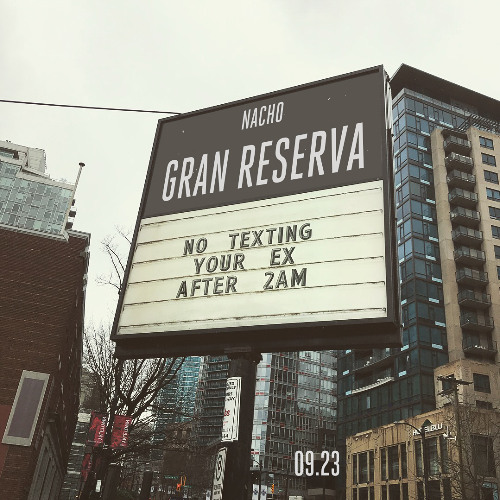 NACHO
GRAN RESERVA
NO TEXTING
YOUR EX
AFTER 2AM
09.23